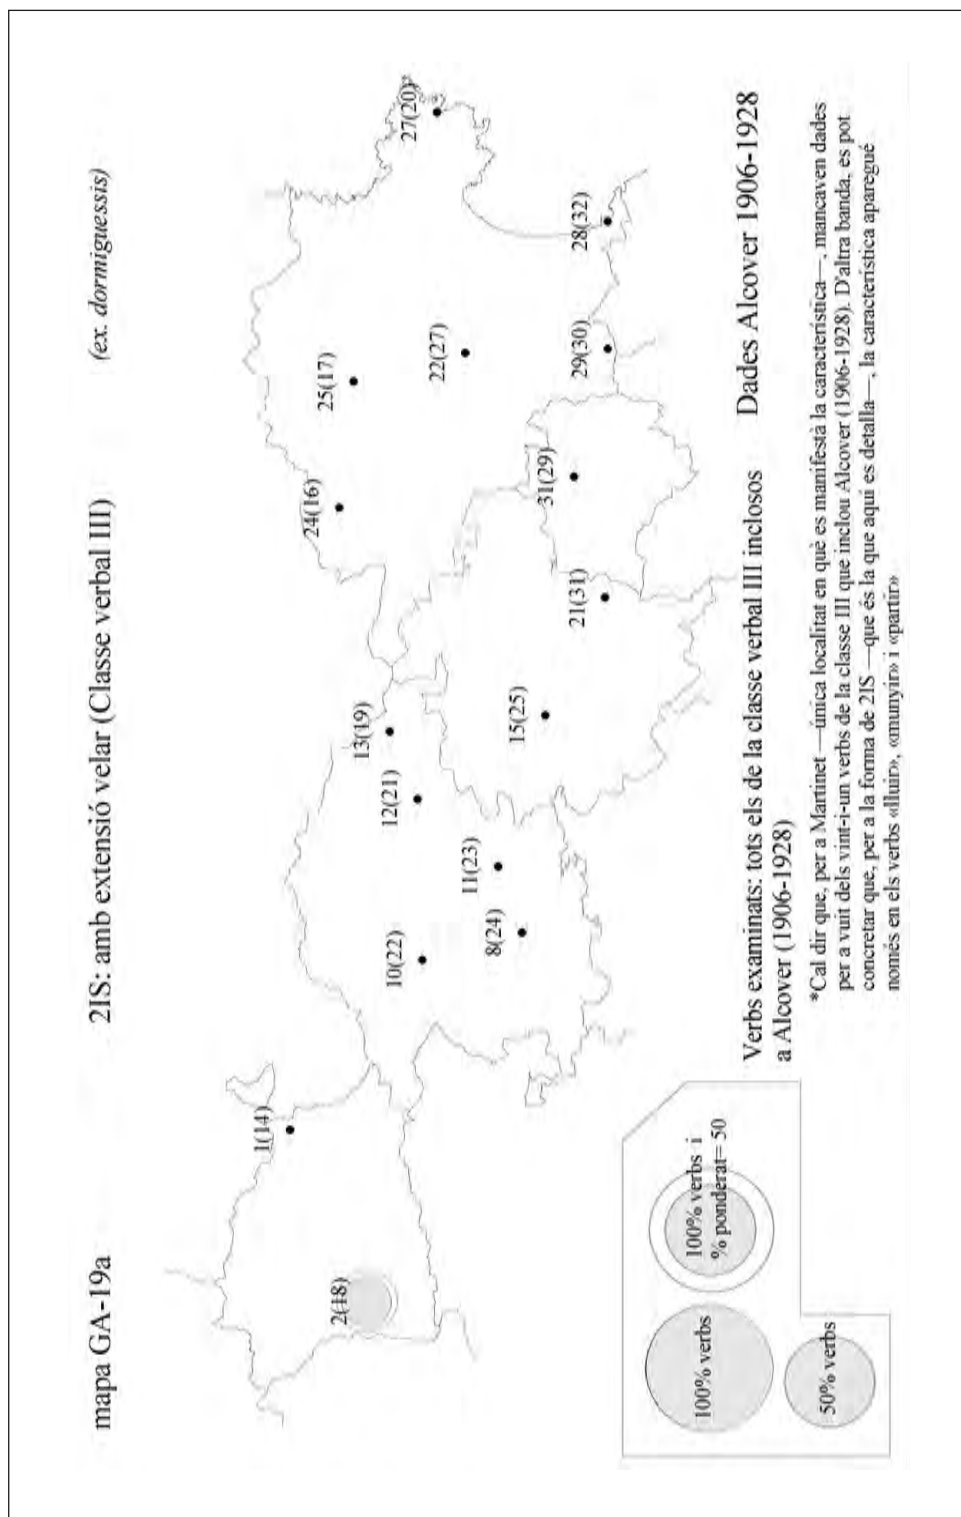 mapa GA-19a
2IS: amb extensió velar (Classe verbal III)
(ex. dormiguessis)
1(14)
2(18)
10(22)
8(24)
11(23)
12(21)
13(19)
15(25)
21(31)
24(16)
25(17)
22(27)
31(29)
29(30)
28(32)
27(20)
100% verbs
50% verbs
100% verbs i
% ponderat= 50
Verbs examinats: tots els de la classe verbal III inclosos
a Alcover (1906-1928)
Dades Alcover 1906-1928
*Cal dir que, per a Martinet —única localitat en què es manifestà la característica—, mancaven dades
per a vuit dels vint-i-un verbs de la classe III que inclou Alcover (1906-1928). D'altra banda, es pot
concretar que, per a la forma de 2IS —que és la que aquí es detalla—, la característica aparegué
només en els verbs «lluir», «munyir» i «partir»